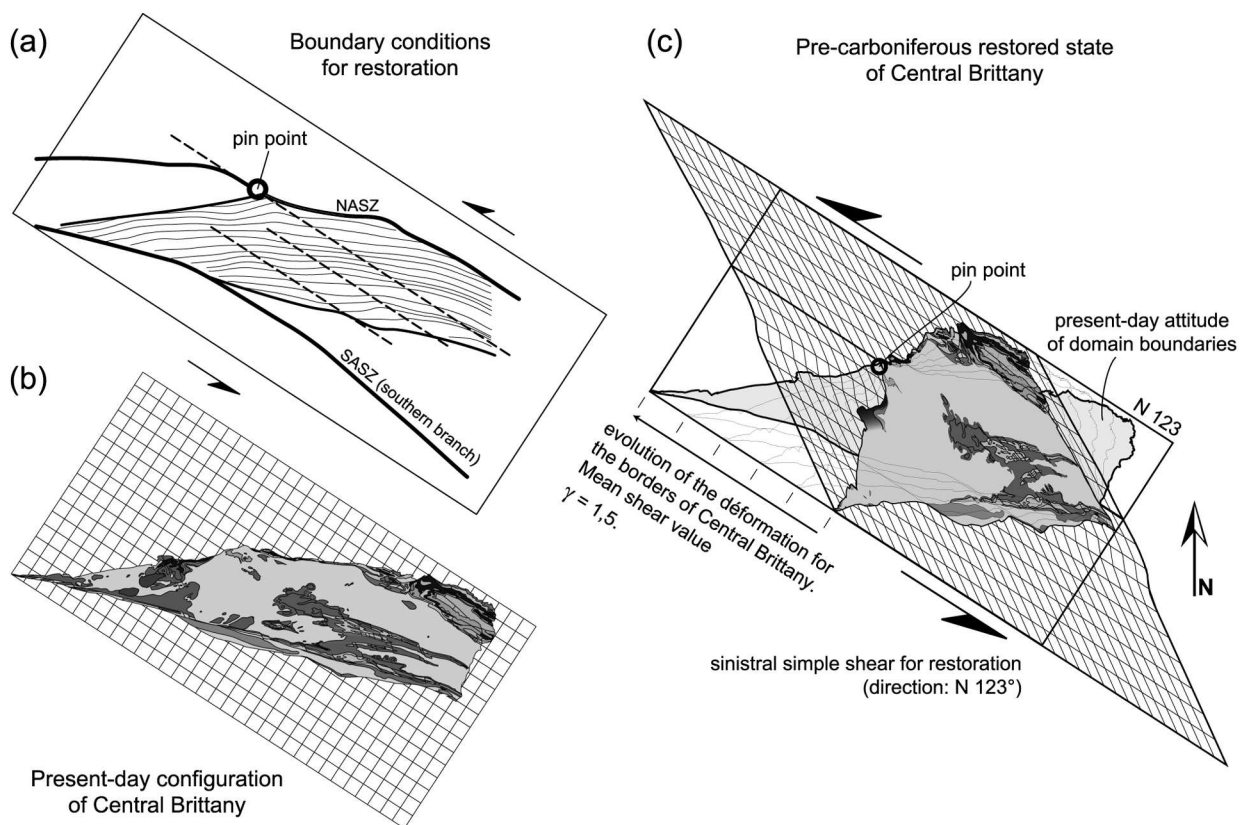 (a)
Boundary conditions
for restoration
pin point
NASZ
SASZ (southern branch)
(b)
Present-day configuration
of Central Brittany
(c)
Pre-carboniferous restored state
of Central Brittany
pin point
present-day attitude
of domain boundaries
N 123
evolution of the déformation for
the borders of Central Brittany.
Mean shear value
γ = 1,5.
N
sinistral simple shear for restoration
(direction: N 123°)